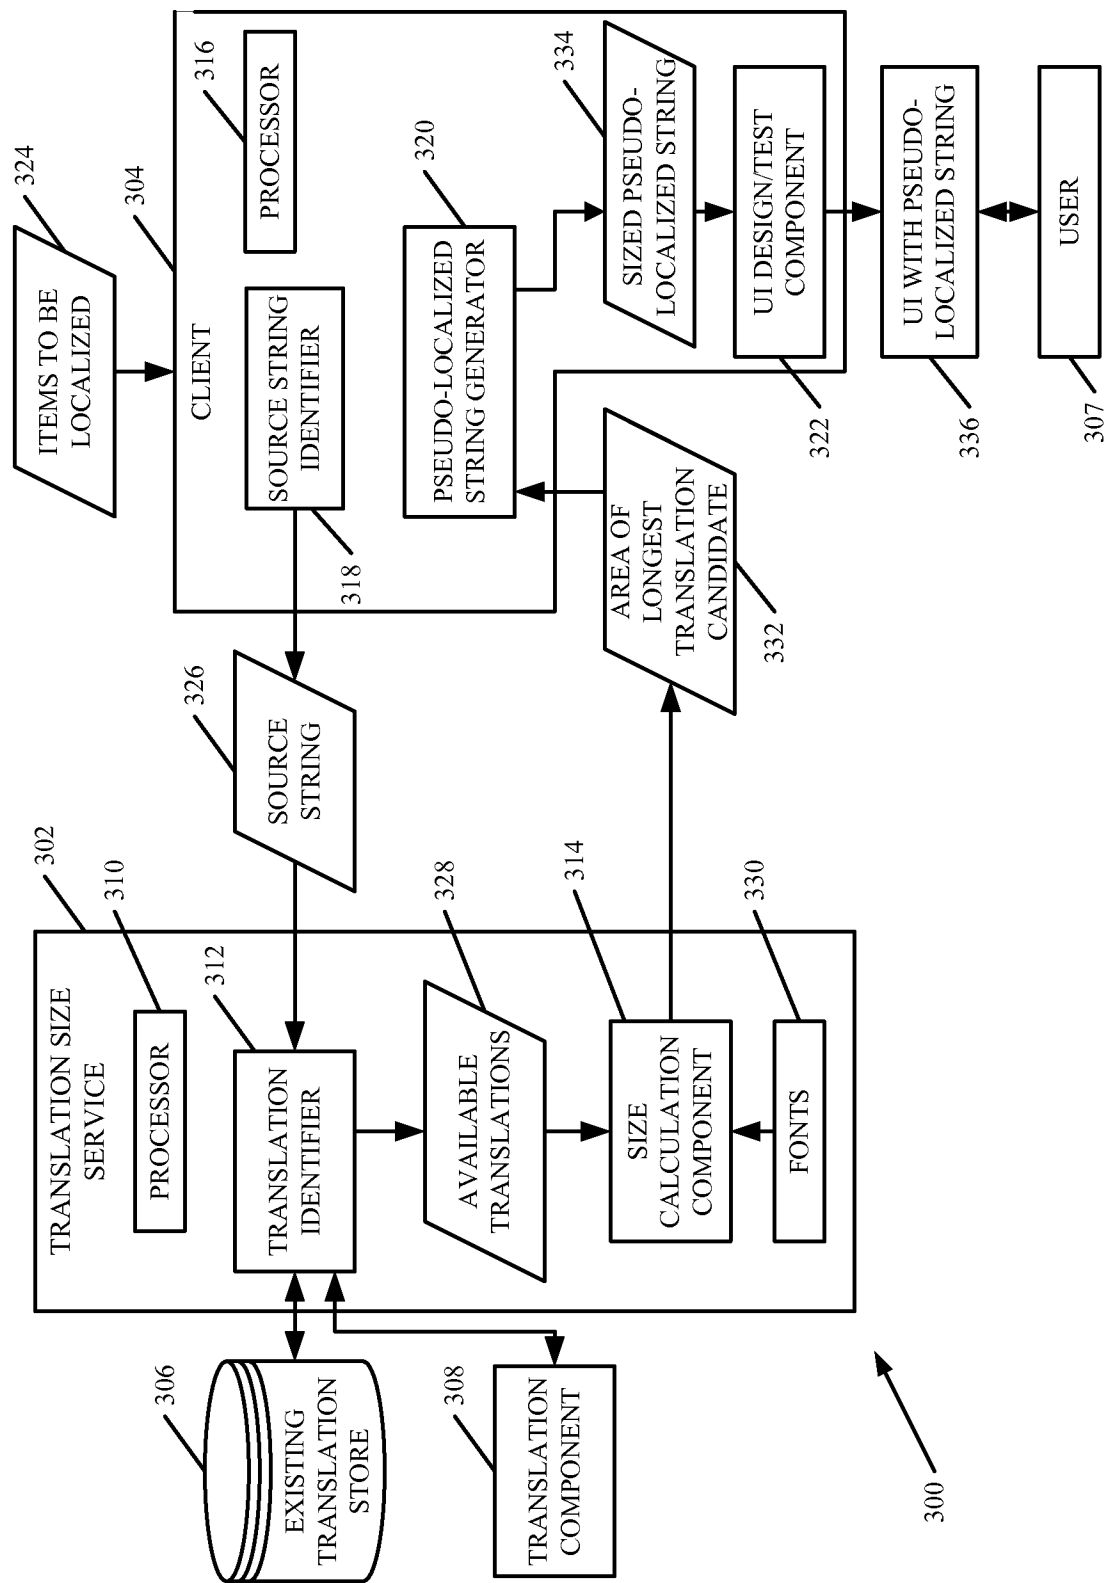 306
EXISTING
TRANSLATION
STORE
308
TRANSLATION
COMPONENT
302
TRANSLATION SIZE
SERVICE
310
PROCESSOR
312
TRANSLATION
IDENTIFIER
328
AVAILABLE
TRANSLATIONS
314
SIZE
CALCULATION
COMPONENT
330
FONTS
326
SOURCE
STRING
332
AREA OF
LONGEST
TRANSLATION
CANDIDATE
324
ITEMS TO BE
LOCALIZED
304
CLIENT
316
PROCESSOR
SOURCE STRING
IDENTIFIER
318
320
PSEUDO-LOCALIZED
STRING GENERATOR
334
SIZED PSEUDO-
LOCALIZED STRING
UI DESIGN/TEST
COMPONENT
322
UI WITH PSEUDO-
LOCALIZED STRING
336
USER
307
300